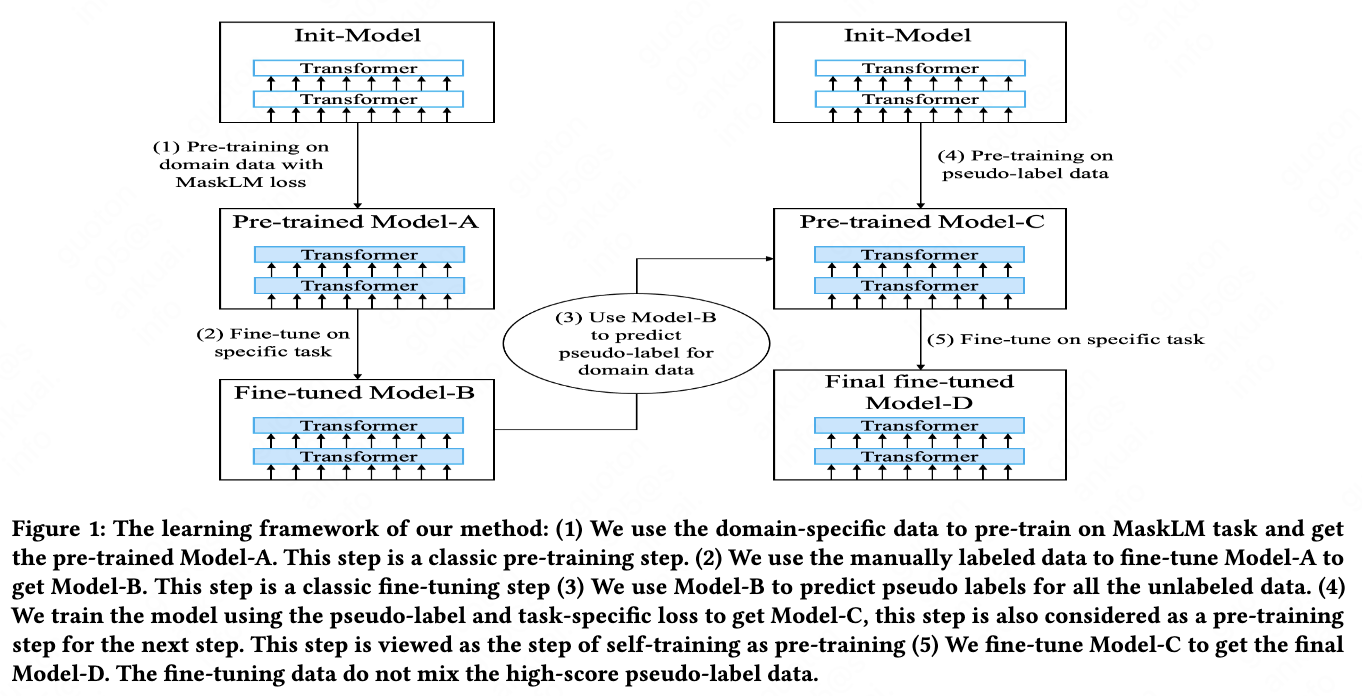 Init-Model
Transformer
Transformer
(1) Pre-training on
domain data with
MaskLM loss
Pre-trained Model-A
Transformer
Transformer
(2) Fine-tune on
specific task
Fine-tuned Model-B
Transformer
Transformer
(3) Use Model-B
to predict
pseudo-label for
domain data
Init-Model
Transformer
Transformer
(4) Pre-training on
pseudo-label data
Pre-trained Model-C
Transformer
Transformer
(5) Fine-tune on specific task
Final fine-tuned
Model-D
Transformer
Transformer
Figure 1: The learning framework of our method: (1) We use the domain-specific data to pre-train on MaskLM task and get
the pre-trained Model-A. This step is a classic pre-training step. (2) We use the manually labeled data to fine-tune Model-A to
get Model-B. This step is a classic fine-tuning step (3) We use Model-B to predict pseudo labels for all the unlabeled data. (4)
We train the model using the pseudo-label and task-specific loss to get Model-C, this step is also considered as a pre-training
step for the next step. This step is viewed as the step of self-training as pre-training (5) We fine-tune Model-C to get the final
Model-D. The fine-tuning data do not mix the high-score pseudo-label data.